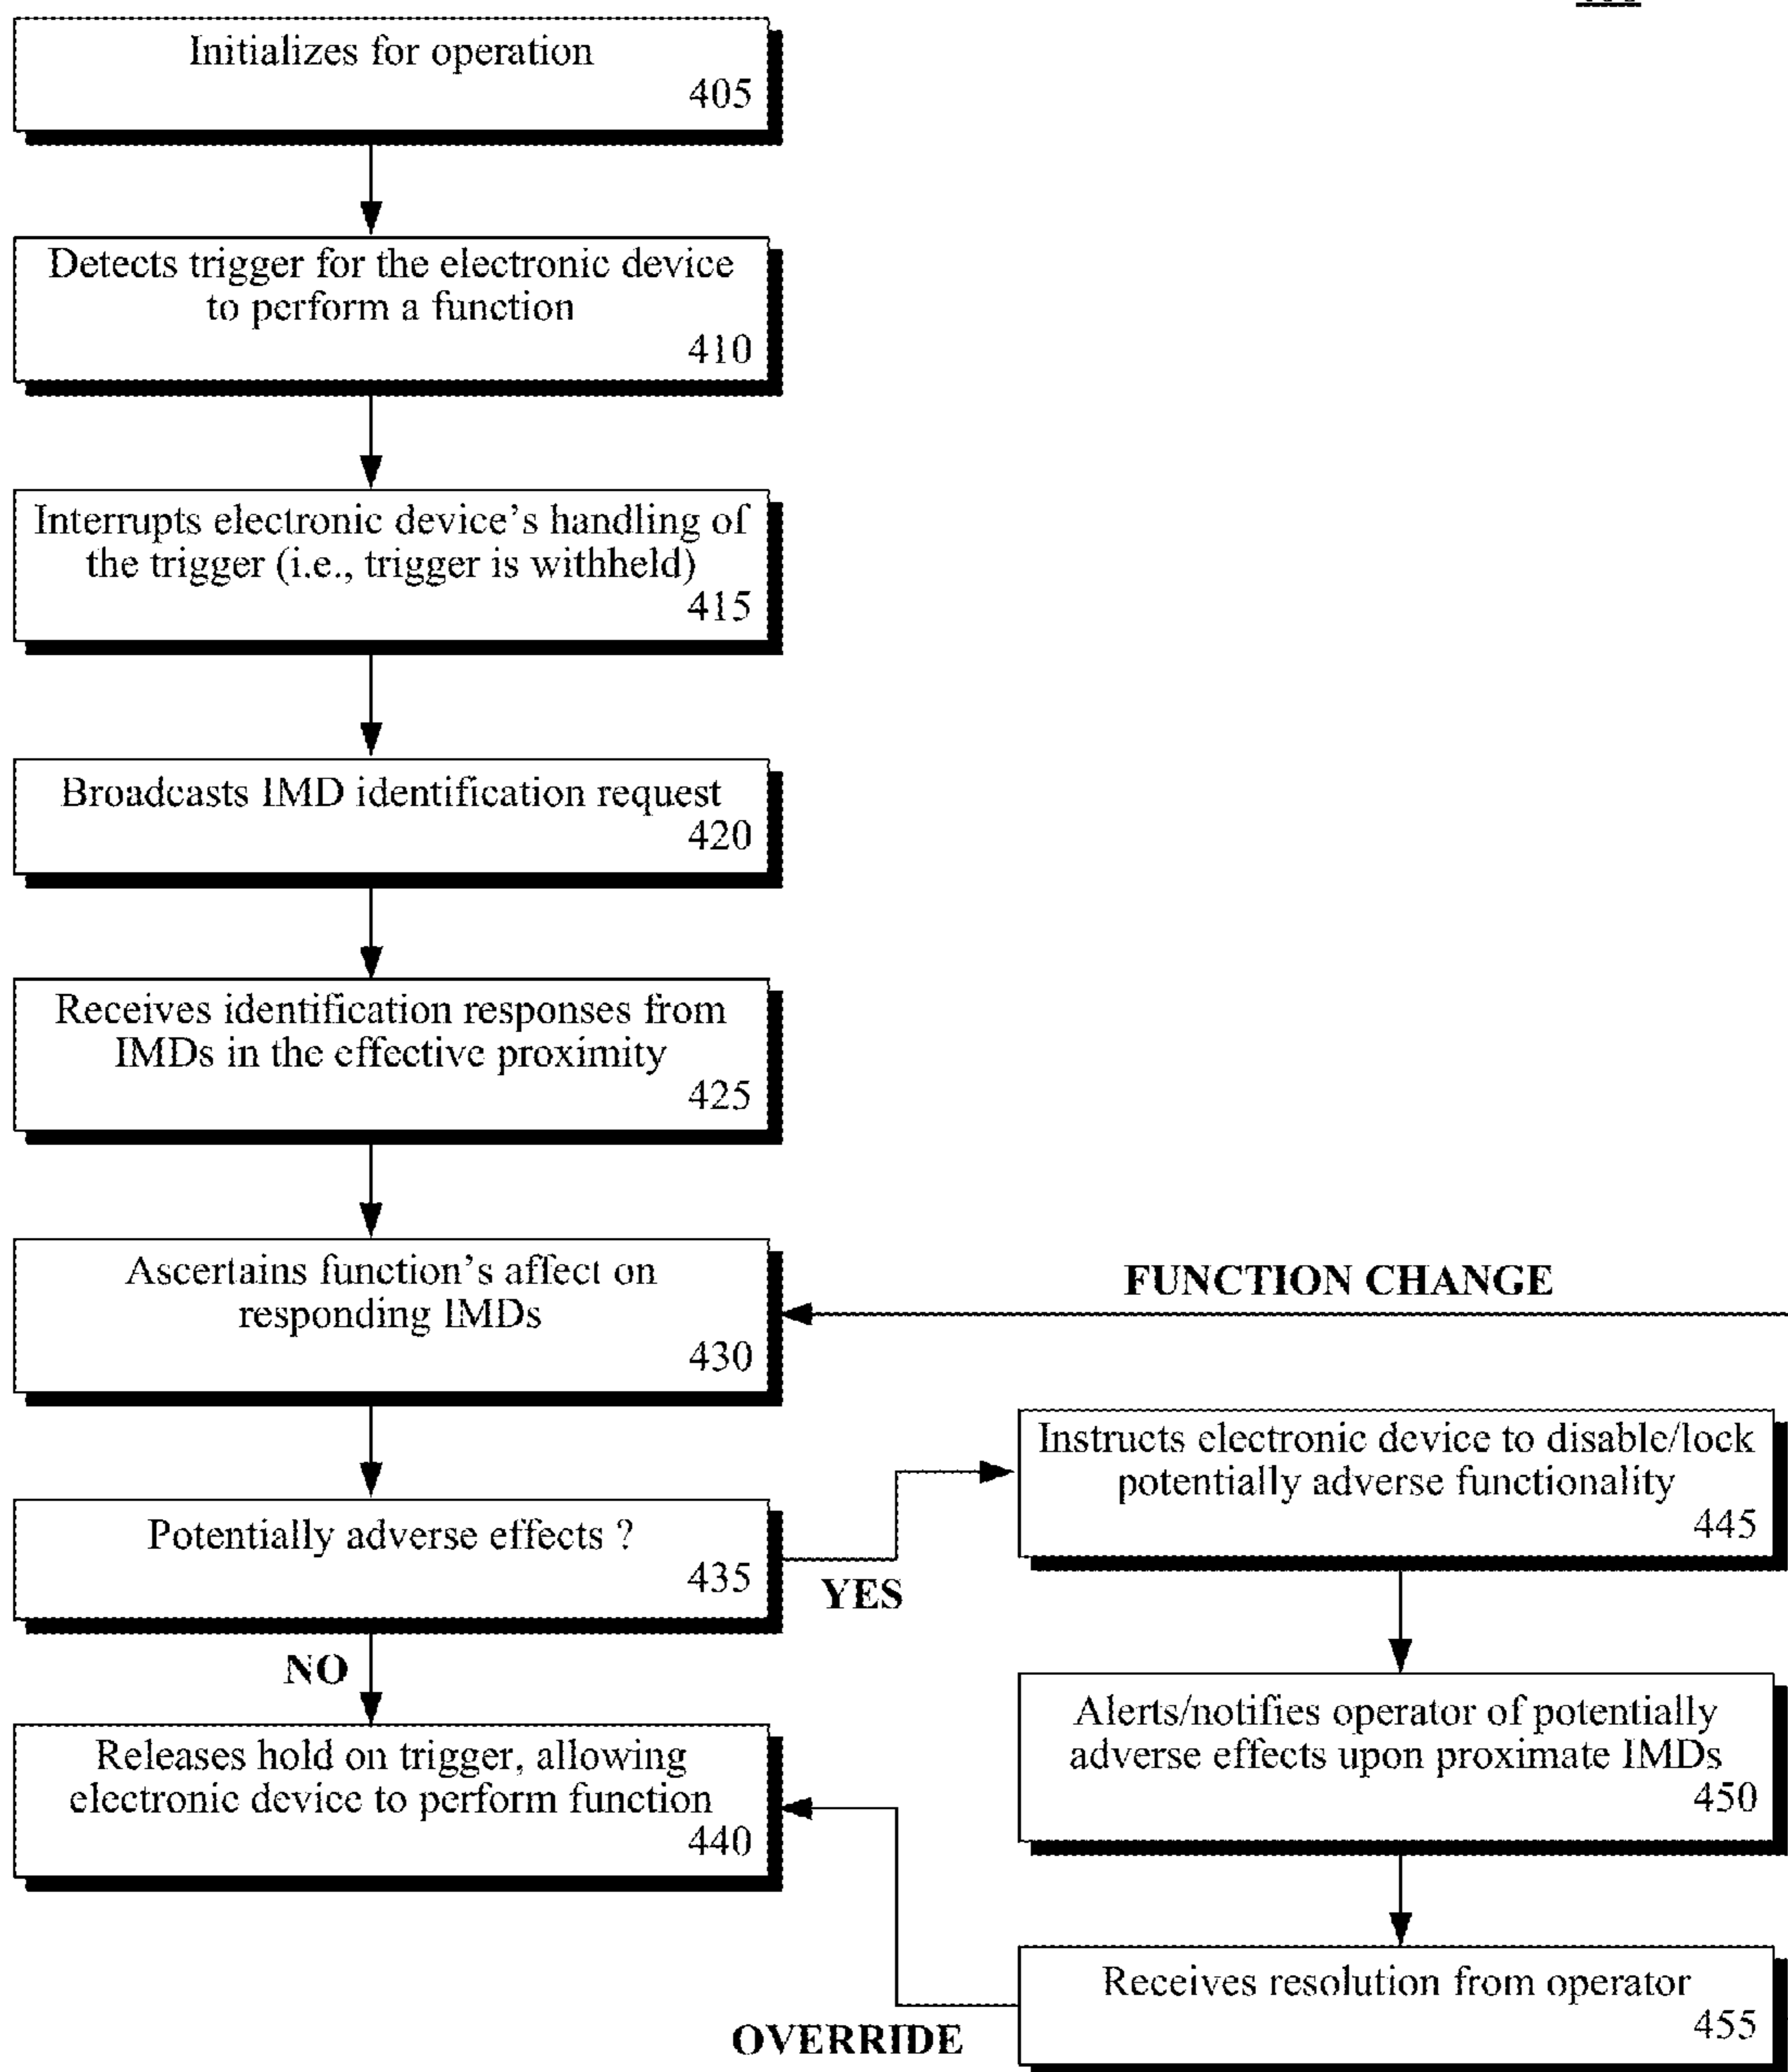 Initializes for operation
405
Detects trigger for the electronic device
to perform a function
410
Interrupts electronic device's handling of
the trigger (i.e., trigger is withheld)
415
Broadcasts IMD identification request
420
Receives identification responses from
IMDs in the effective proximity
425
Ascertains function's affect on
responding IMDs
430
FUNCTION CHANGE
Potentially adverse effects ?
435
YES
NO
Instructs electronic device to disable/lock
potentially adverse functionality
445
Alerts/notifies operator of potentially
adverse effects upon proximate IMDs
450
Releases hold on trigger, allowing
electronic device to perform function
440
Receives resolution from operator
455
OVERRIDE